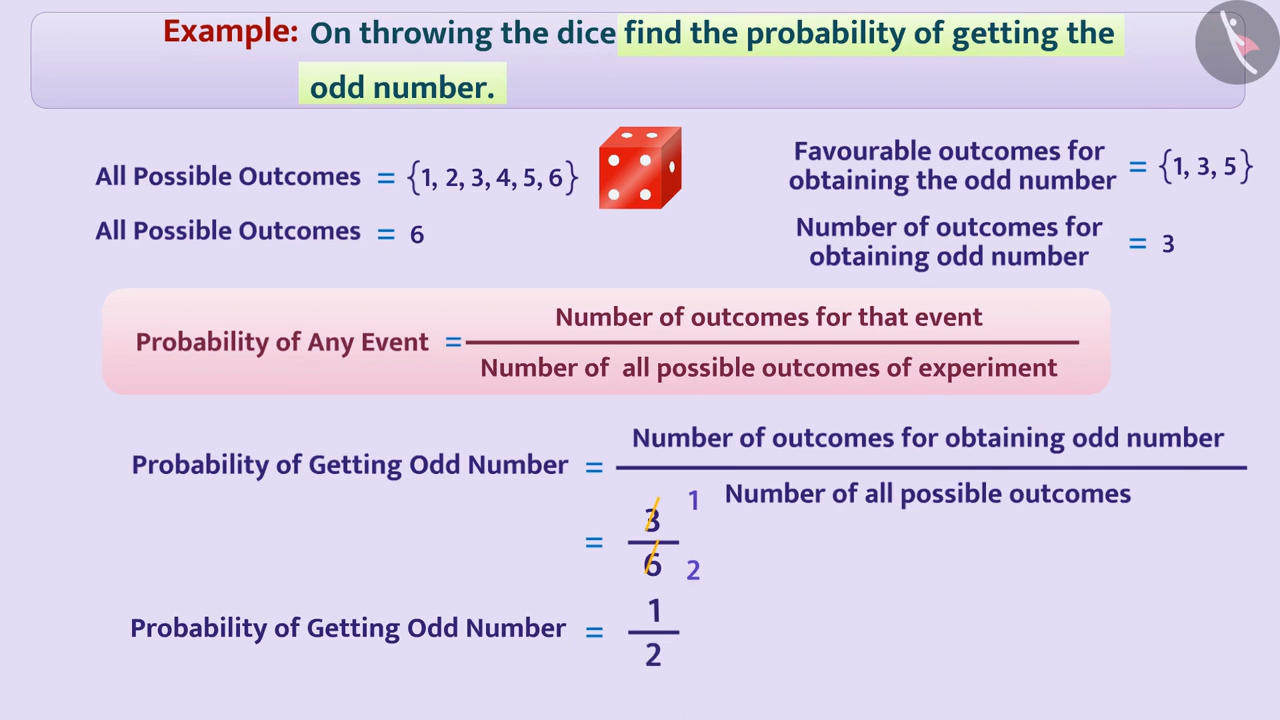 Example: On throwing the dice find the probability of getting the
odd number.
All Possible Outcomes = {1, 2, 3, 4, 5, 6}
All Possible Outcomes = 6
Favourable outcomes for
obtaining the odd number = {1, 3, 5}
Number of outcomes for
obtaining odd number = 3
Number of outcomes for that event
Probability of Any Event =
Number of all possible outcomes of experiment
Number of outcomes for obtaining odd number
Probability of Getting Odd Number =
Number of all possible outcomes
3 1
=
6 2
1
Probability of Getting Odd Number =
2